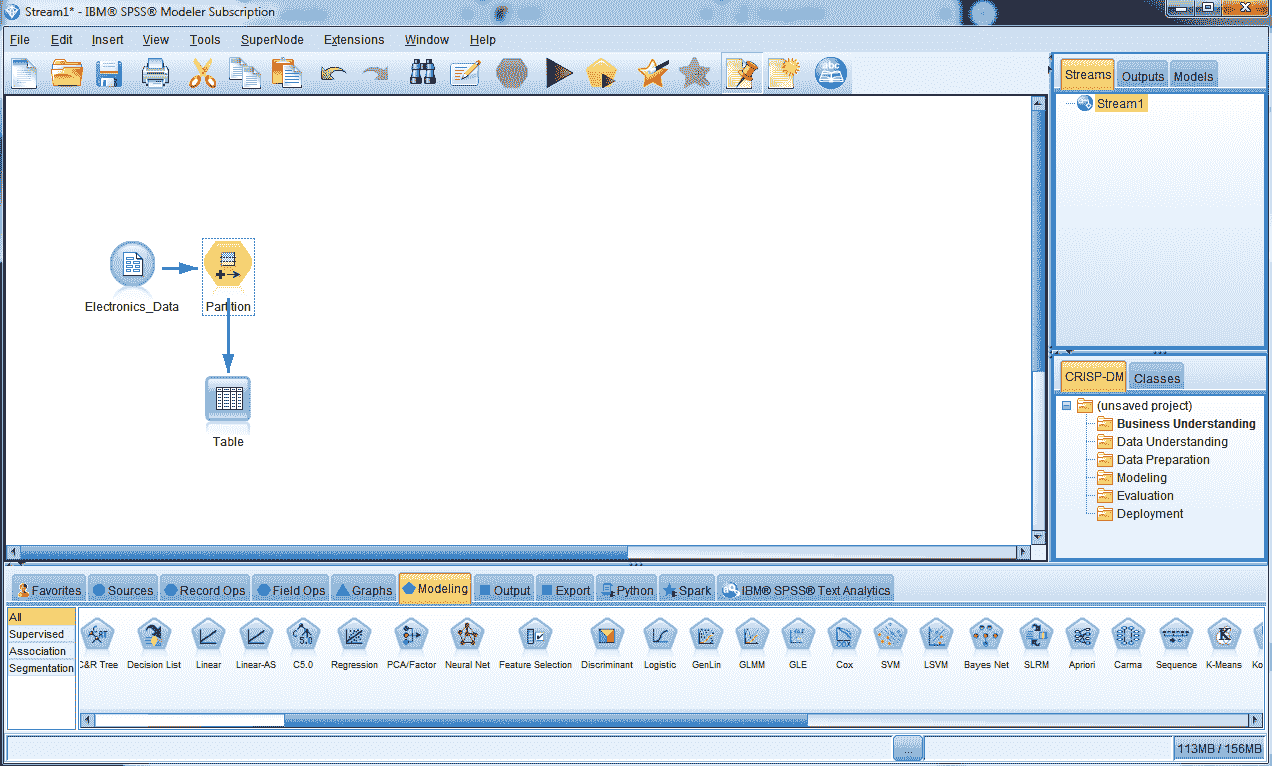 Stream1* - IBM® SPSS® Modeler Subscription
File Edit Insert View Tools SuperNode Extensions Window Help
abc
Streams Outputs Models
Stream1
Electronics_Data
Partition
Table
CRISP-DM Classes
(unsaved project)
Business Understanding
Data Understanding
Data Preparation
Modeling
Evaluation
Deployment
Favorites Sources Record Ops Field Ops Graphs Modeling Output Export Python Spark IBM® SPSS® Text Analytics
All
Supervised
Association
Segmentation
C&R Tree Decision List Linear Linear-AS C5.0 Regression PCA/Factor Neural Net Feature Selection Discriminant Logistic GenLin GLMM GLE Cox SVM LSVM Bayes Net SLRM Apriori Carma Sequence K-Means Ko
...
113MB / 156MB